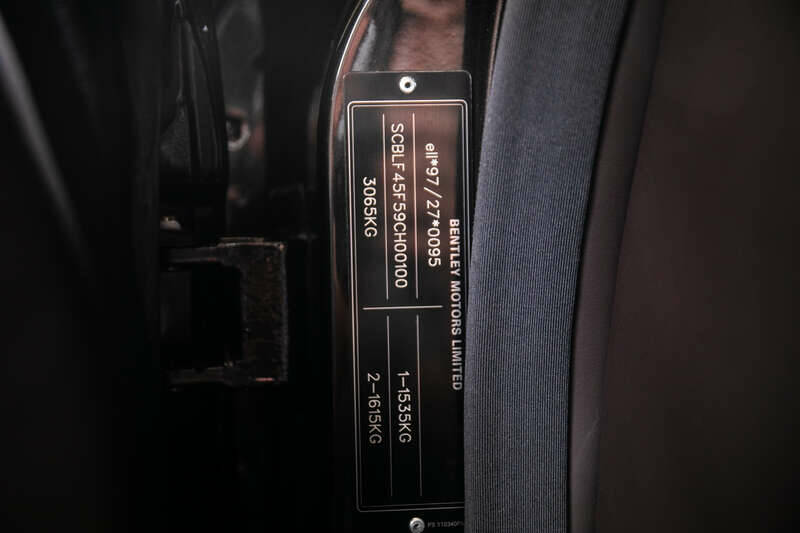 BENTLEY MOTORS LIMITED
e11*97/27*0095
SCBLF45F59CH00100
3065KG
1-1535KG
2-1615KG